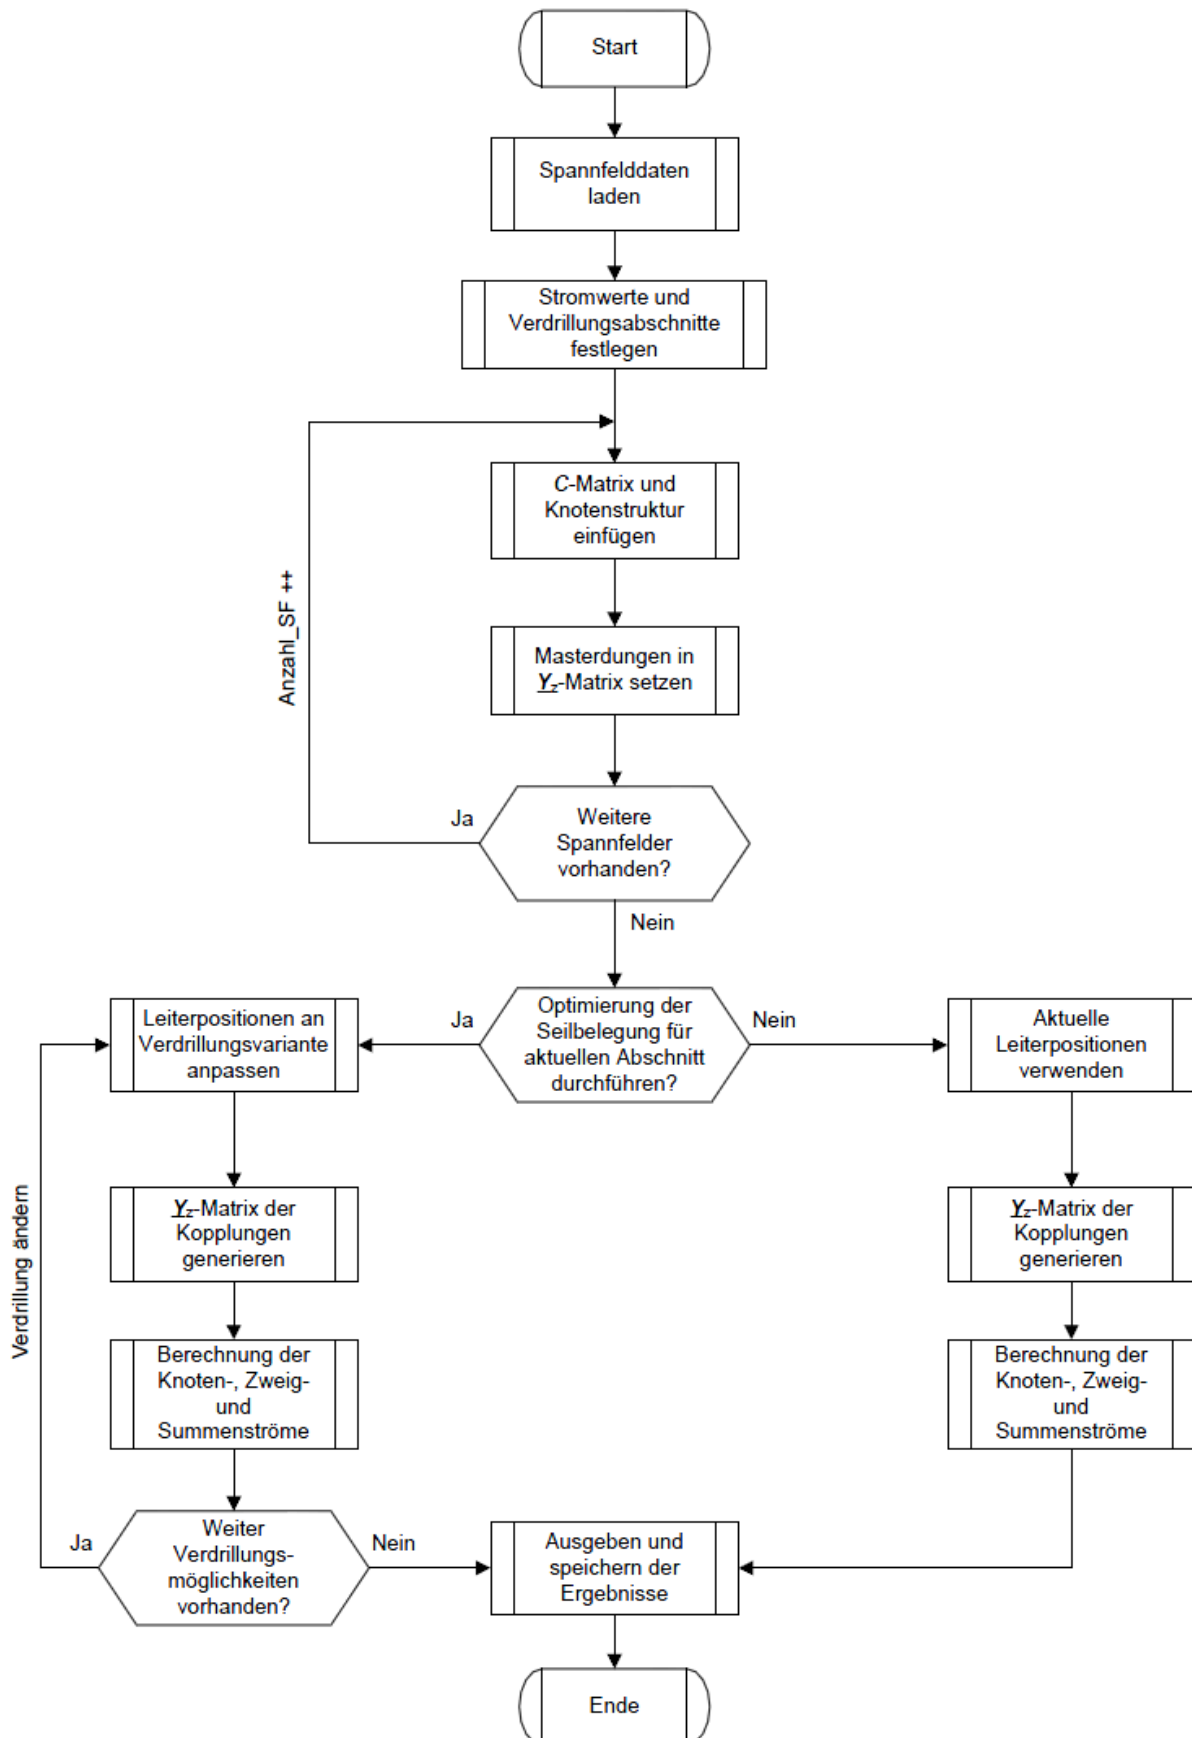 Start
Spannfelddaten
laden
Stromwerte und
Verdrillungsabschnitte
festlegen
C-Matrix und
Knotenstruktur
einfügen
Anzahl_SF ++
Masterdungen in
Yz-Matrix setzen
Ja
Weitere
Spannfelder
vorhanden?
Nein
Leiterpositionen an
Verdrillungsvariante
anpassen
Ja
Optimierung der
Seilbelegung für
aktuellen Abschnitt
durchführen?
Nein
Aktuelle
Leiterpositionen
verwenden
Verdrillung ändern
Yz-Matrix der
Kopplungen
generieren
Yz-Matrix der
Kopplungen
generieren
Berechnung der
Knoten-, Zweig-
und
Summenströme
Berechnung der
Knoten-, Zweig-
und
Summenströme
Ja
Weiter
Verdrillungs-
möglichkeiten
vorhanden?
Nein
Ausgeben und
speichern der
Ergebnisse
Ende